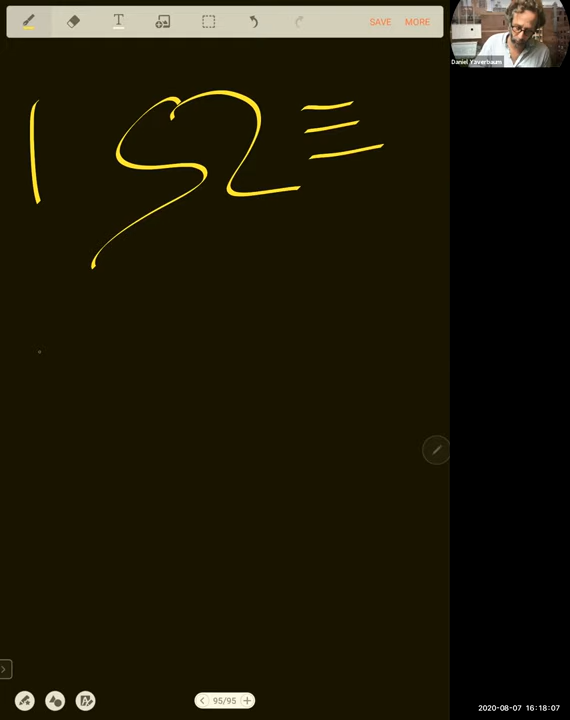 T
SAVE
MORE
Daniel Yaverbaum
1 Ω ≡
95/95
2020-08-07 16:18:07